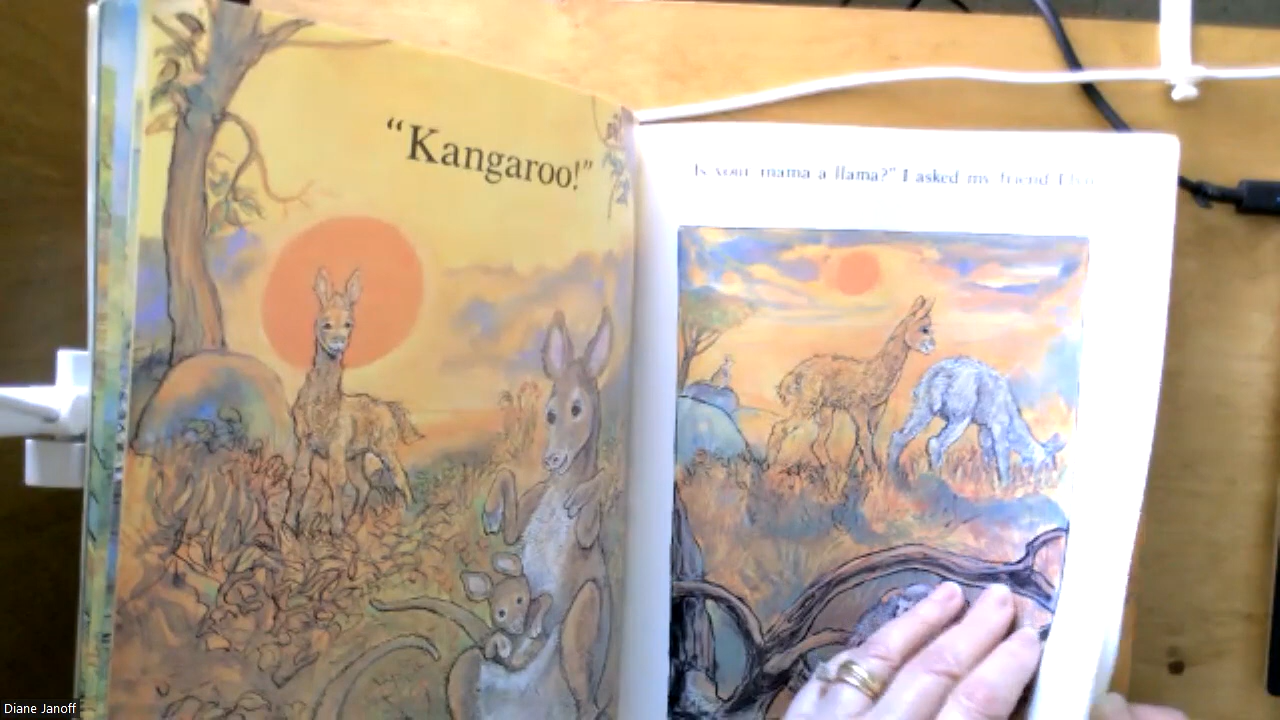 “Kangaroo!”
Is your mama a llama?” I asked my friend
Diane Janoff